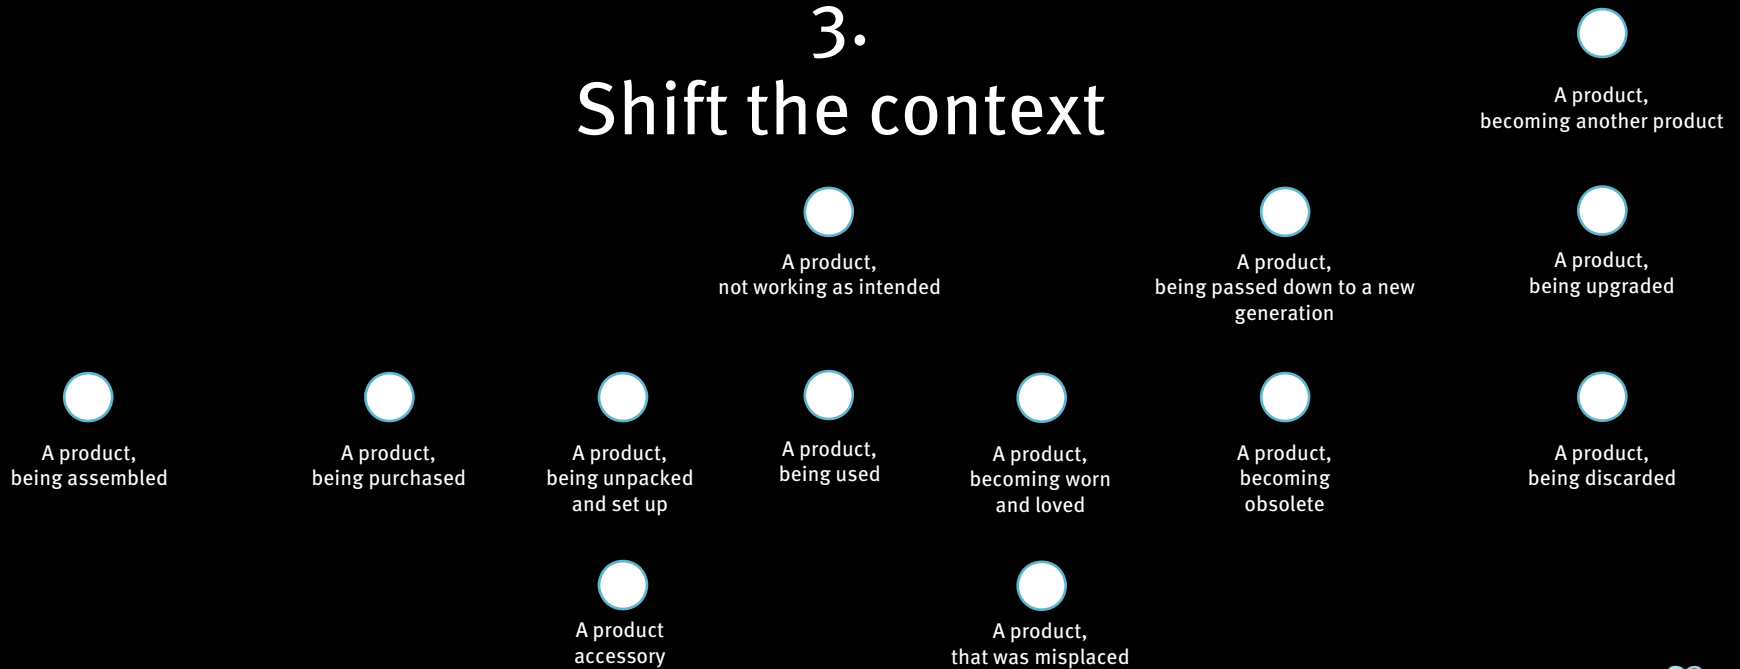 3.
Shift the context
A product,
becoming another product
A product,
not working as intended
A product,
being passed down to a new
generation
A product,
being upgraded
A product,
being assembled
A product,
being purchased
A product,
being unpacked
and set up
A product,
being used
A product,
becoming worn
and loved
A product,
becoming
obsolete
A product,
being discarded
A product
accessory
A product,
that was misplaced